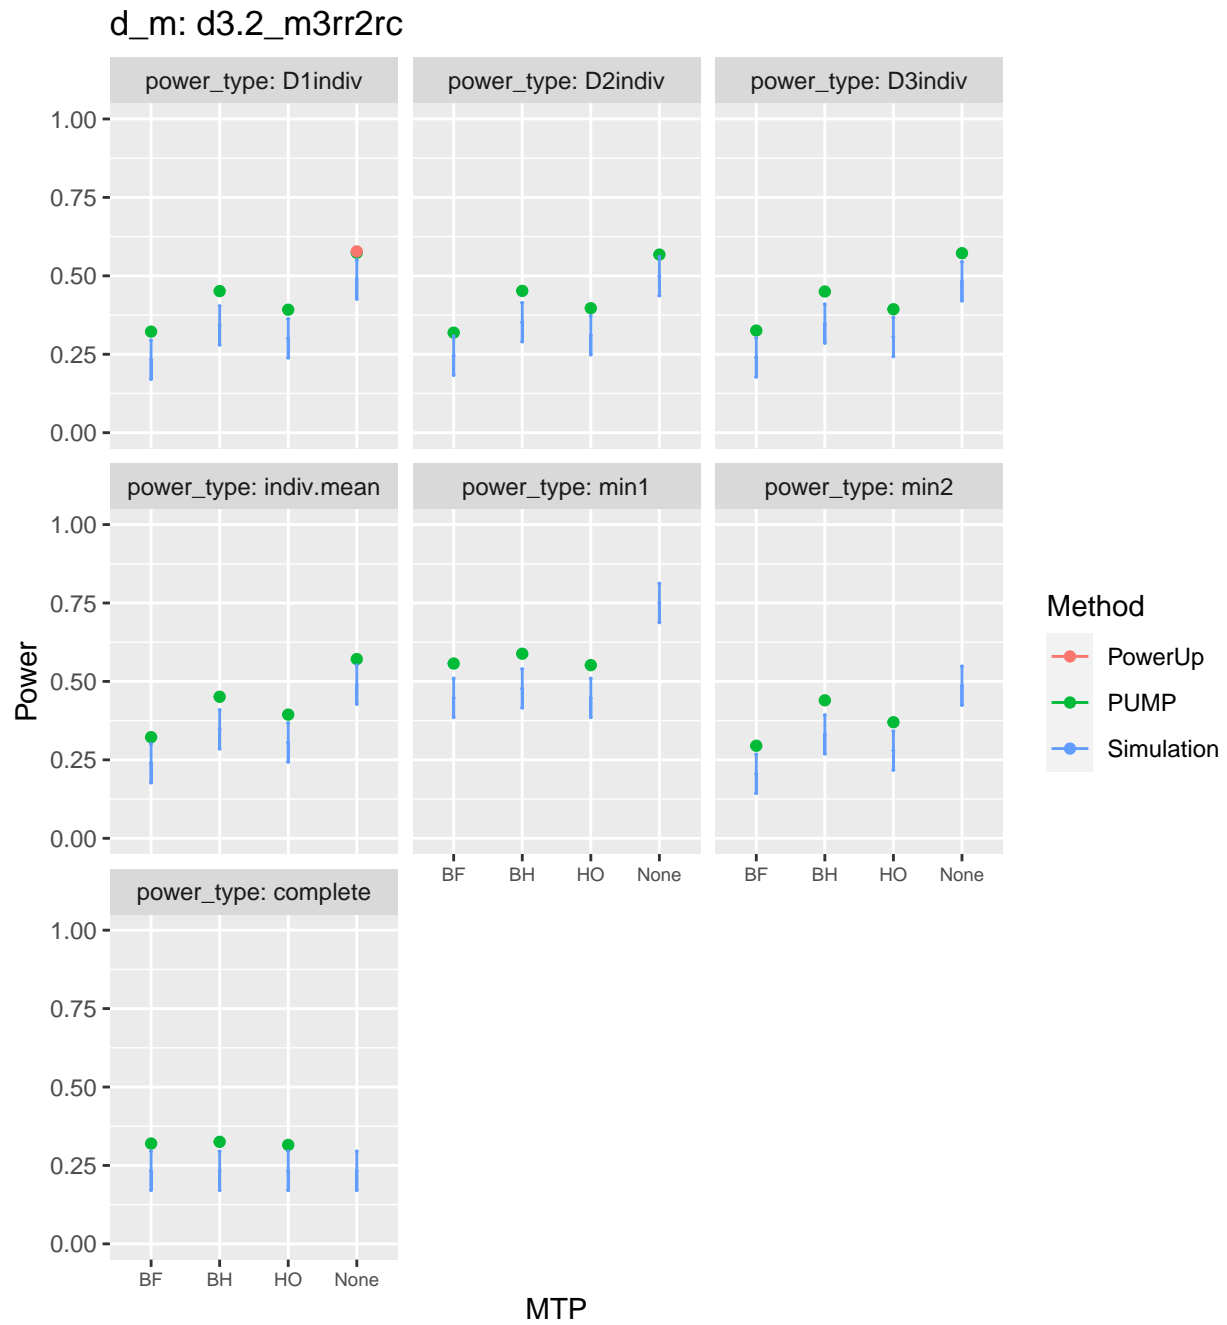 d_m: d3.2_m3rr2rc
power_type: D1indiv
power_type: D2indiv
power_type: D3indiv
1.00
0.75
0.50
0.25
0.00
power_type: indiv.mean
power_type: min1
power_type: min2
1.00
0.75
0.50
0.25
0.00
BF BH HO None
BF BH HO None
power_type: complete
1.00
0.75
0.50
0.25
0.00
BF BH HO None
MTP
Power
Method
PowerUp
PUMP
Simulation